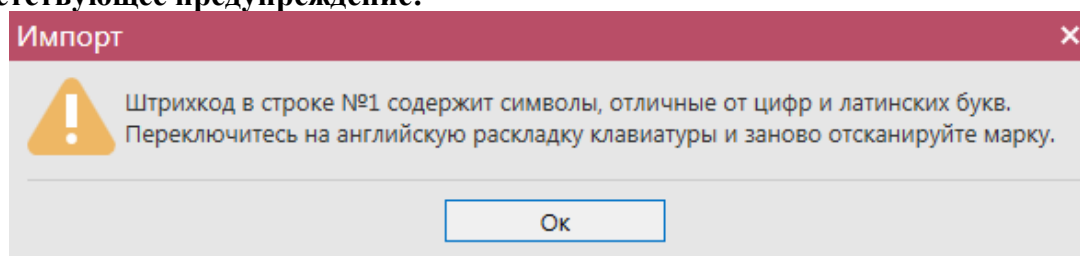 предупреждение:
Импорт
Штрихкод в строке №1 содержит символы, отличные от цифр и латинских букв.
Переключитесь на английскую раскладку клавиатуры и заново отсканируйте марку.
Ок